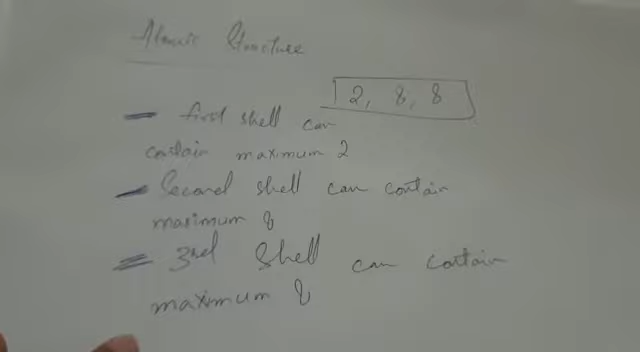 Atomic Structure
2, 8, 8
- first shell can
contain maximum 2
- Second shell can contain
maximum 8
= 3rd Shell can contain
maximum 8